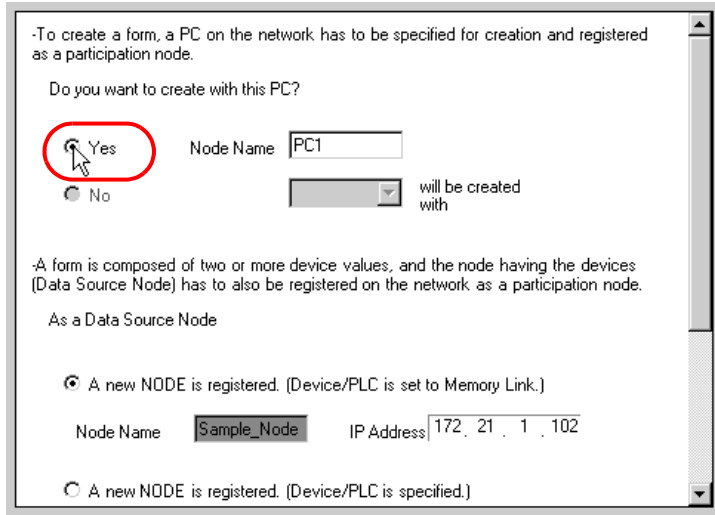 -To create a form, a PC on the network has to be specified for creation and registered
as a participation node.
Do you want to create with this PC?
Yes Node Name PC1
No will be created
with
-A form is composed of two or more device values, and the node having the devices
(Data Source Node) has to also be registered on the network as a participation node.
As a Data Source Node
A new NODE is registered. (Device/PLC is set to Memory Link.)
Node Name Sample_Node IP Address 172 . 21 . 1 . 102
A new NODE is registered. (Device/PLC is specified.)